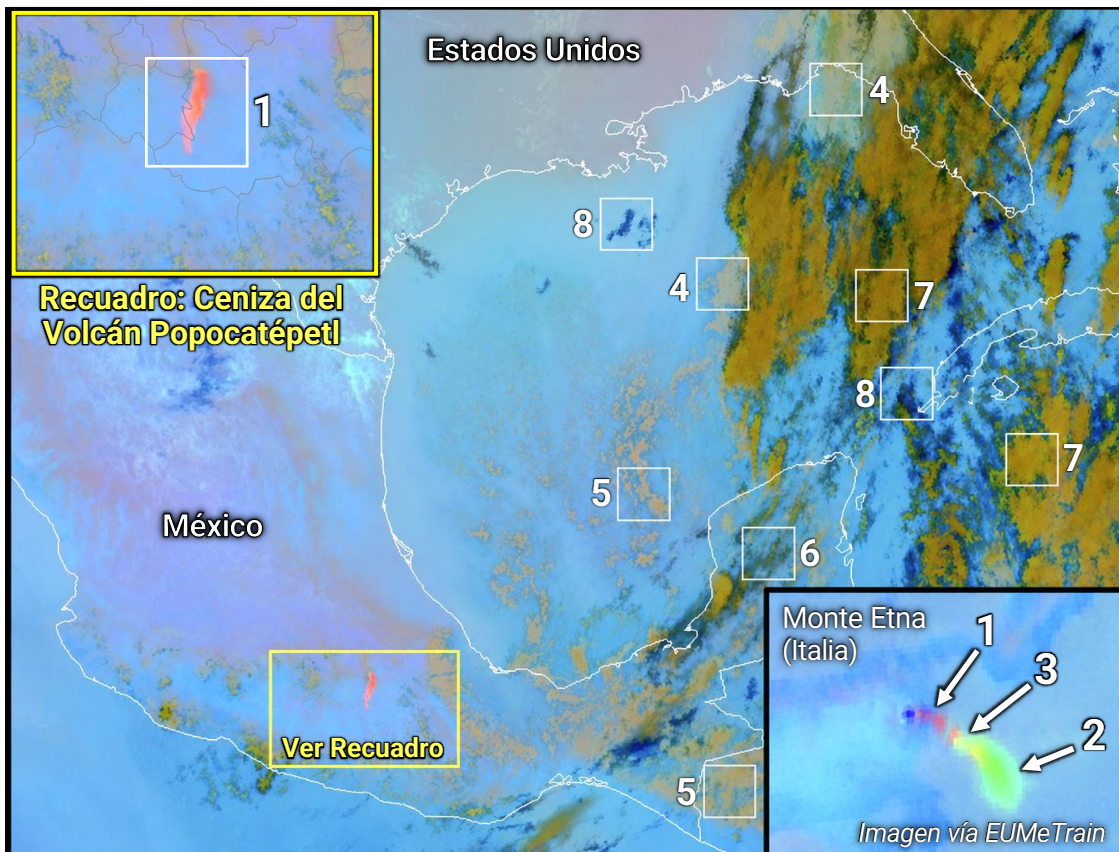 Estados Unidos
1
4
8
4
7
Recuadro: Ceniza del
Volcán Popocatépetl
8
7
5
México
6
Ver Recuadro
5
Monte Etna
(Italia)
1
3
2
Imagen vía EUMeTrain